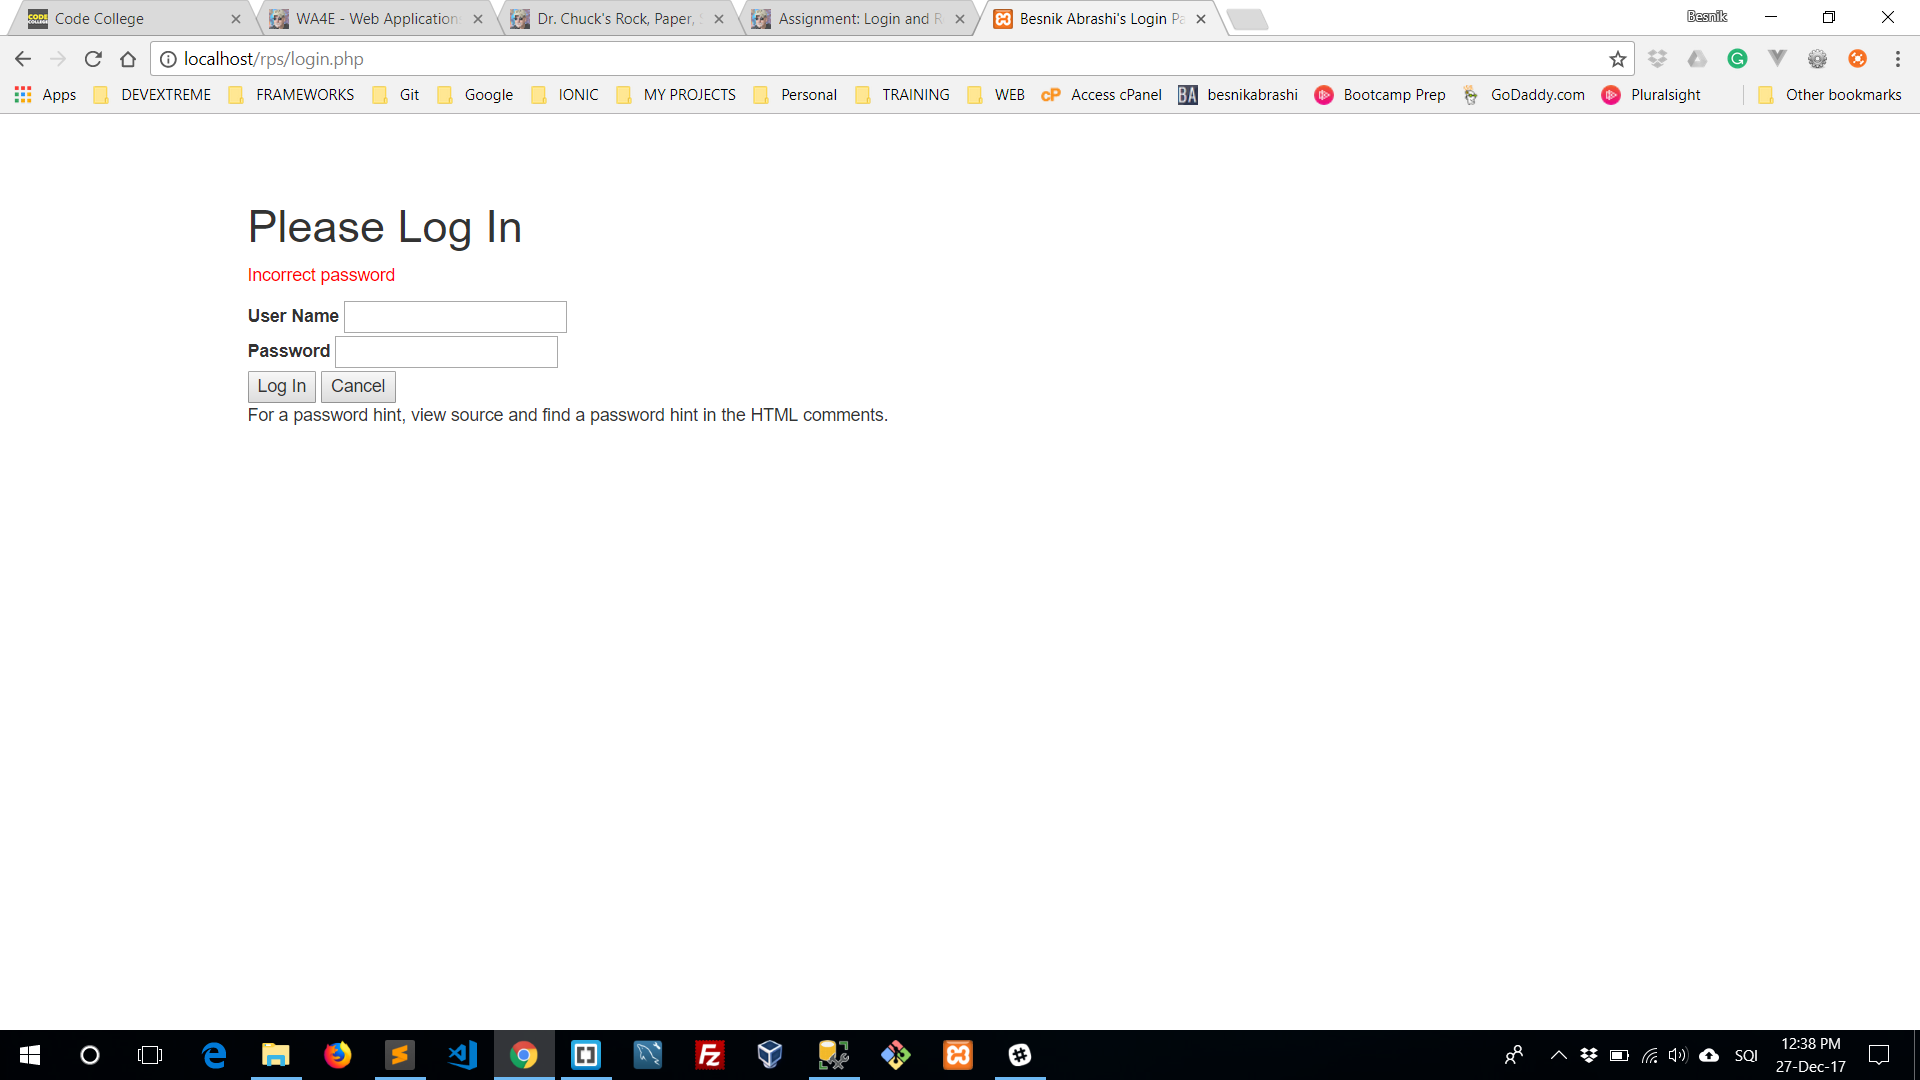 Code College
WA4E - Web Application
Dr. Chuck's Rock, Paper,
Assignment: Login and R
Besnik Abrashi's Login Pa
Besnik
localhost/rps/login.php
Apps DEVEXTREME FRAMEWORKS Git Google IONIC MY PROJECTS Personal TRAINING WEB cP Access cPanel BA besnikabrashi Bootcamp Prep GoDaddy.com Pluralsight Other bookmarks
Please Log In
Incorrect password
User Name
Password
Log In Cancel
For a password hint, view source and find a password hint in the HTML comments.
SQI
12:38 PM
27-Dec-17